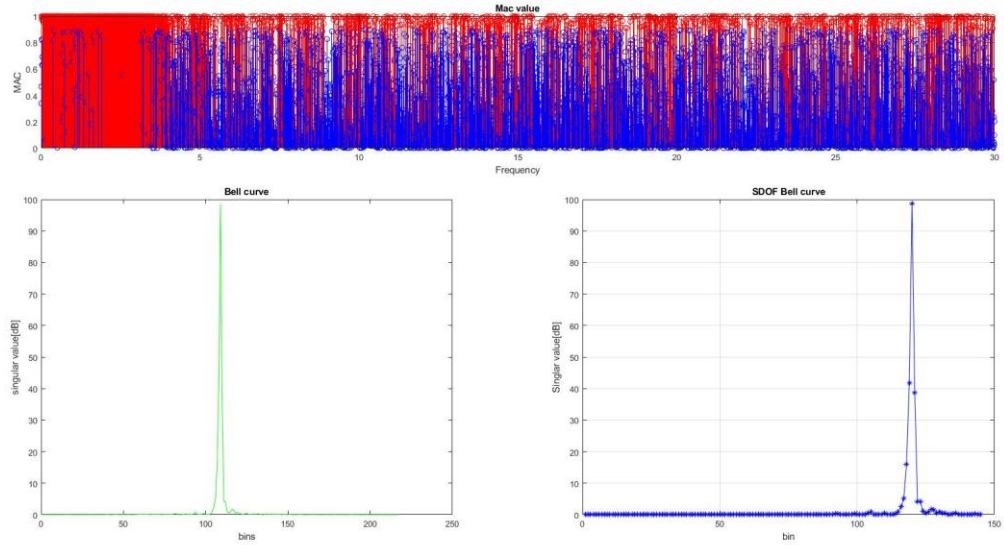 Mac value
1
0.8
0.6
0.4
0.2
0
MAC
0 5 10 15 20 25 30
Frequency
Bell curve
100
90
80
70
60
50
40
30
20
10
0
singular value[dB]
0 50 100 150 200 250
bins
SDOF Bell curve
100
90
80
70
60
50
40
30
20
10
0
Singlar value[dB]
0 50 100 150
bin